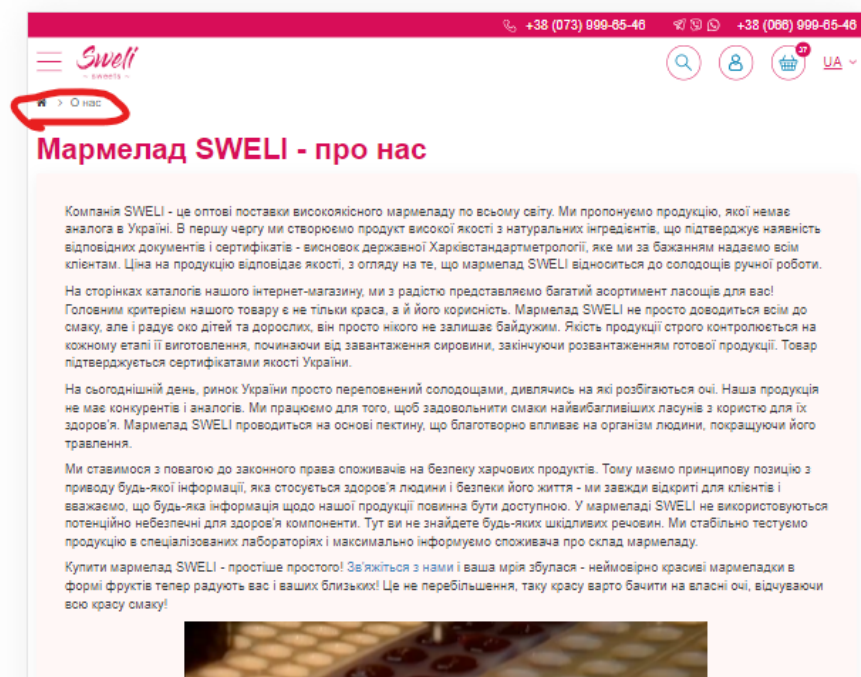 +38 (073) 999-65-46 +38 (066) 999-65-46
Sweli
~ sweets ~
37
UA
> О нас
Мармелад SWELI - про нас
Компанія SWELI - це оптові поставки високоякісного мармеладу по всьому світу. Ми пропонуємо продукцію, якої немає
аналога в Україні. В першу чергу ми створюємо продукт високої якості з натуральних інгредієнтів, що підтверджує наявність
відповідних документів і сертифікатів - висновок державної Харківстандартметрології, яке ми за бажанням надаємо всім
клієнтам. Ціна на продукцію відповідає якості, з огляду на те, що мармелад SWELI відноситься до солодощів ручної роботи.
На сторінках каталогів нашого інтернет-магазину, ми з радістю представляємо багатий асортимент ласощів для вас!
Головним критерієм нашого товару є не тільки краса, а й його корисність. Мармелад SWELI не просто доводиться всім до
смаку, але і радує око дітей та дорослих, він просто нікого не залишає байдужим. Якість продукції строго контролюється на
кожному етапі її виготовлення, починаючи від завантаження сировини, закінчуючи розвантаженням готової продукції. Товар
підтверджується сертифікатами якості України.
На сьогоднішній день, ринок України просто переповнений солодощами, дивлячись на які розбігаються очі. Наша продукція
не має конкурентів і аналогів. Ми працюємо для того, щоб задовольнити смаки найвибагливіших ласунів з користю для їх
здоров'я. Мармелад SWELI проводиться на основі пектину, що благотворно впливає на організм людини, покращуючи його
травлення.
Ми ставимося з повагою до законного права споживачів на безпеку харчових продуктів. Тому маємо принципову позицію з
приводу будь-якої інформації, яка стосується здоров'я людини і безпеки його життя - ми завжди відкриті для клієнтів і
вважаємо, що будь-яка інформація щодо нашої продукції повинна бути доступною. У мармеладі SWELI не використовуються
потенційно небезпечні для здоров'я компоненти. Тут ви не знайдете будь-яких шкідливих речовин. Ми стабільно тестуємо
продукцію в спеціалізованих лабораторіях і максимально інформуємо споживача про склад мармеладу.
Купити мармелад SWELI - простіше простого! Зв'яжіться з нами і ваша мрія збулася - неймовірно красиві мармеладки в
формі фруктів тепер радують вас і ваших близьких! Це не перебільшення, таку красу варто бачити на власні очі, відчуваючи
всю красу смаку!